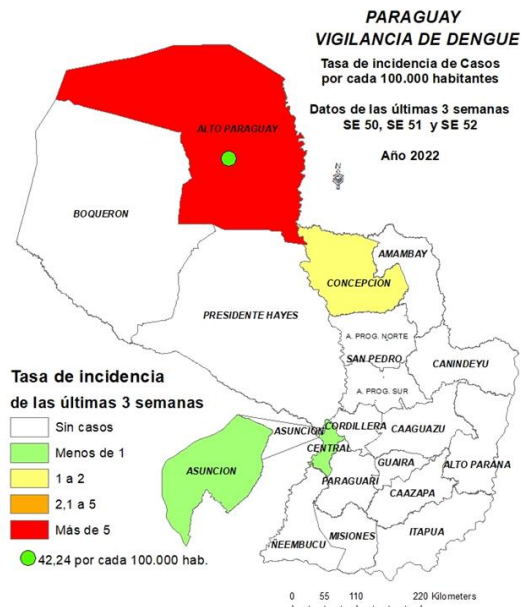 PARAGUAY
VIGILANCIA DE DENGUE
Tasa de incidencia de Casos
por cada 100.000 habitantes
Datos de las últimas 3 semanas
SE 50, SE 51 y SE 52
Año 2022
N
ALTO PARAGUAY
BOQUERON
AMAMBAY
CONCEPCIÓN
PRESIDENTE HAYES
A. PROG. NORTE
SAN PEDRO
CANINDEYU
A. PROG. SUR
Tasa de incidencia
de las últimas 3 semanas
Sin casos
Menos de 1
1 a 2
2,1 a 5
Más de 5
42,24 por cada 100.000 hab.
ASUNCION
ASUNCION
CORDILLERA
CAAGUAZU
CENTRAL
GUAIRA
ALTO PARANA
PARAGUARI
CAAZAPA
ÑEEMBUCU
MISIONES
ITAPUA
0 55 110 220 Kilometers